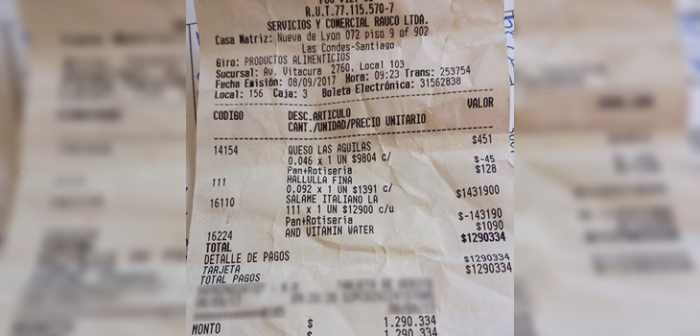 R.U.T.77.115.570-7
SERVICIOS Y COMERCIAL RAUCO LTDA.
Casa Matriz: Nueva de Lyon 072 piso 9 of 902
Las Condes-Santiago
Giro: PRODUCTOS ALIMENTICIOS
Sucursal: Av. Vitacura 2760, Local 103
Fecha Emisión: 08/09/2017 Hora: 09:23 Trans: 253754
Local: 156 Caja: 3 Boleta Electrónica: 31562838
CODIGO DESC.ARTICULO VALOR
CANT./UNIDAD/PRECIO UNITARIO
14154 QUESO LAS AGUILAS $451
0.046 x 1 UN $9804 c/
Pan+Rotiseria $-45
111 HALLULLA FINA $128
0.092 x 1 UN $1391 c/
16110 SALAME ITALIANO LA $1431900
111 x 1 UN $12900 c/u
Pan+Rotiseria $-143190
16224 AND VITAMIN WATER $1090
TOTAL $1290334
DETALLE DE PAGOS
TARJETA $1290334
TOTAL PAGOS $1290334
MONTO $ 1.290.334
$ 1.290.334